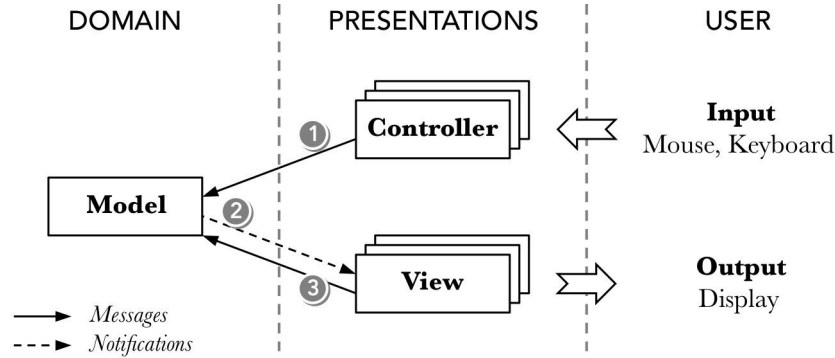 DOMAIN
PRESENTATIONS
USER
1
Controller
Input
Mouse, Keyboard
Model
2
3
View
Output
Display
Messages
Notifications